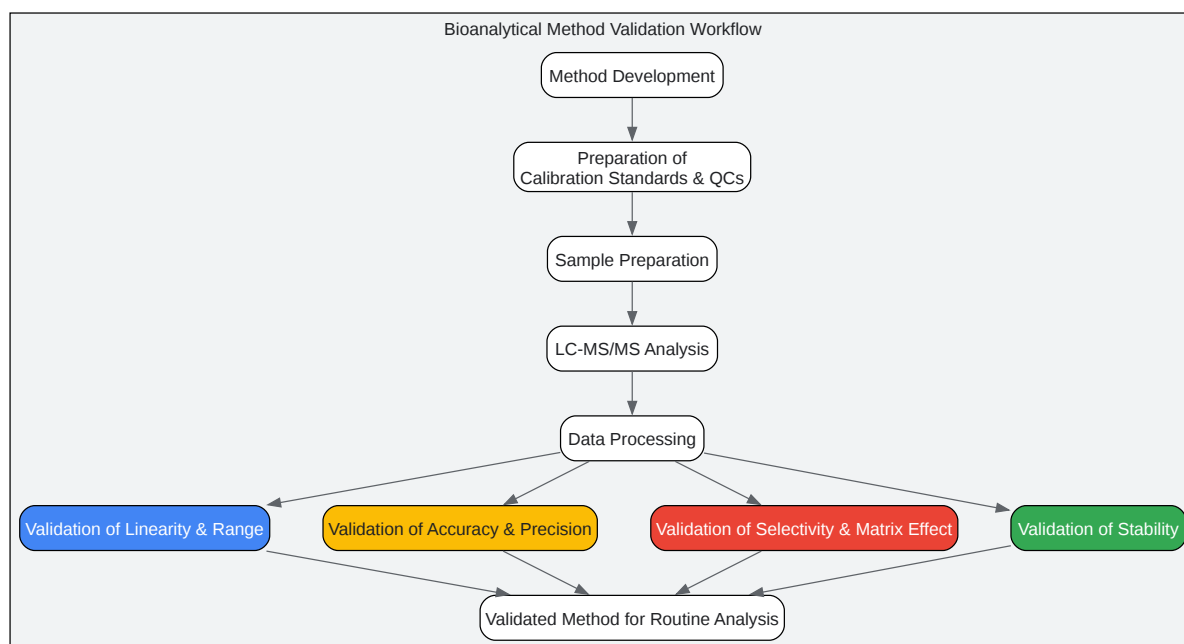 Bioanalytical Method Validation Workflow
Method Development
Preparation of
Calibration Standards & QCs
Sample Preparation
LC-MS/MS Analysis
Data Processing
Validation of Linearity & Range
Validation of Accuracy & Precision
Validation of Selectivity & Matrix Effect
Validation of Stability
Validated Method for Routine Analysis